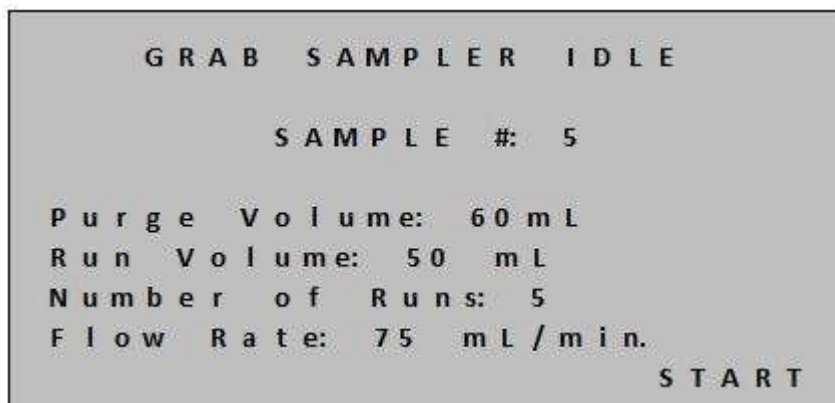 GRAB SAMPLER IDLE
SAMPLE #: 5
Purge Volume: 60mL
Run Volume: 50 mL
Number of Runs: 5
Flow Rate: 75 mL/min.
START